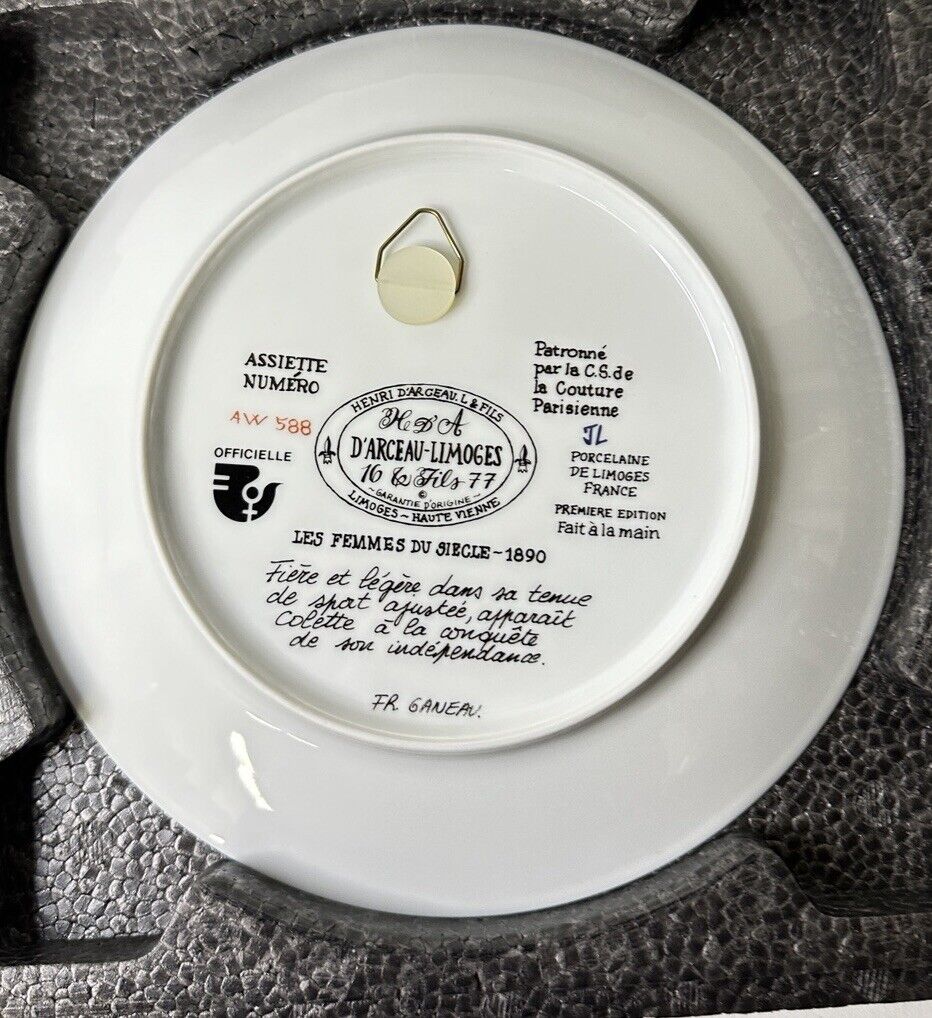 ASSIETTE
NUMÉRO
AW 588
OFFICIELLE
HENRI D'ARCEAU. L & FILS
H D'A
D'ARCEAU-LIMOGES
16 & Fils 77
~GARANTIE D'ORIGINE~
©
LIMOGES ~ HAUTE VIENNE
Patronné
par la C.S. de
la Couture
Parisienne
JL
PORCELAINE
DE LIMOGES
FRANCE
PREMIERE EDITION
Fait à la main
LES FEMMES DU SIECLE ~ 1890
Fière et légère dans sa tenue
de sport ajustée, apparaît
Colette à la conquête
de son indépendance.
FR. GANEAU.